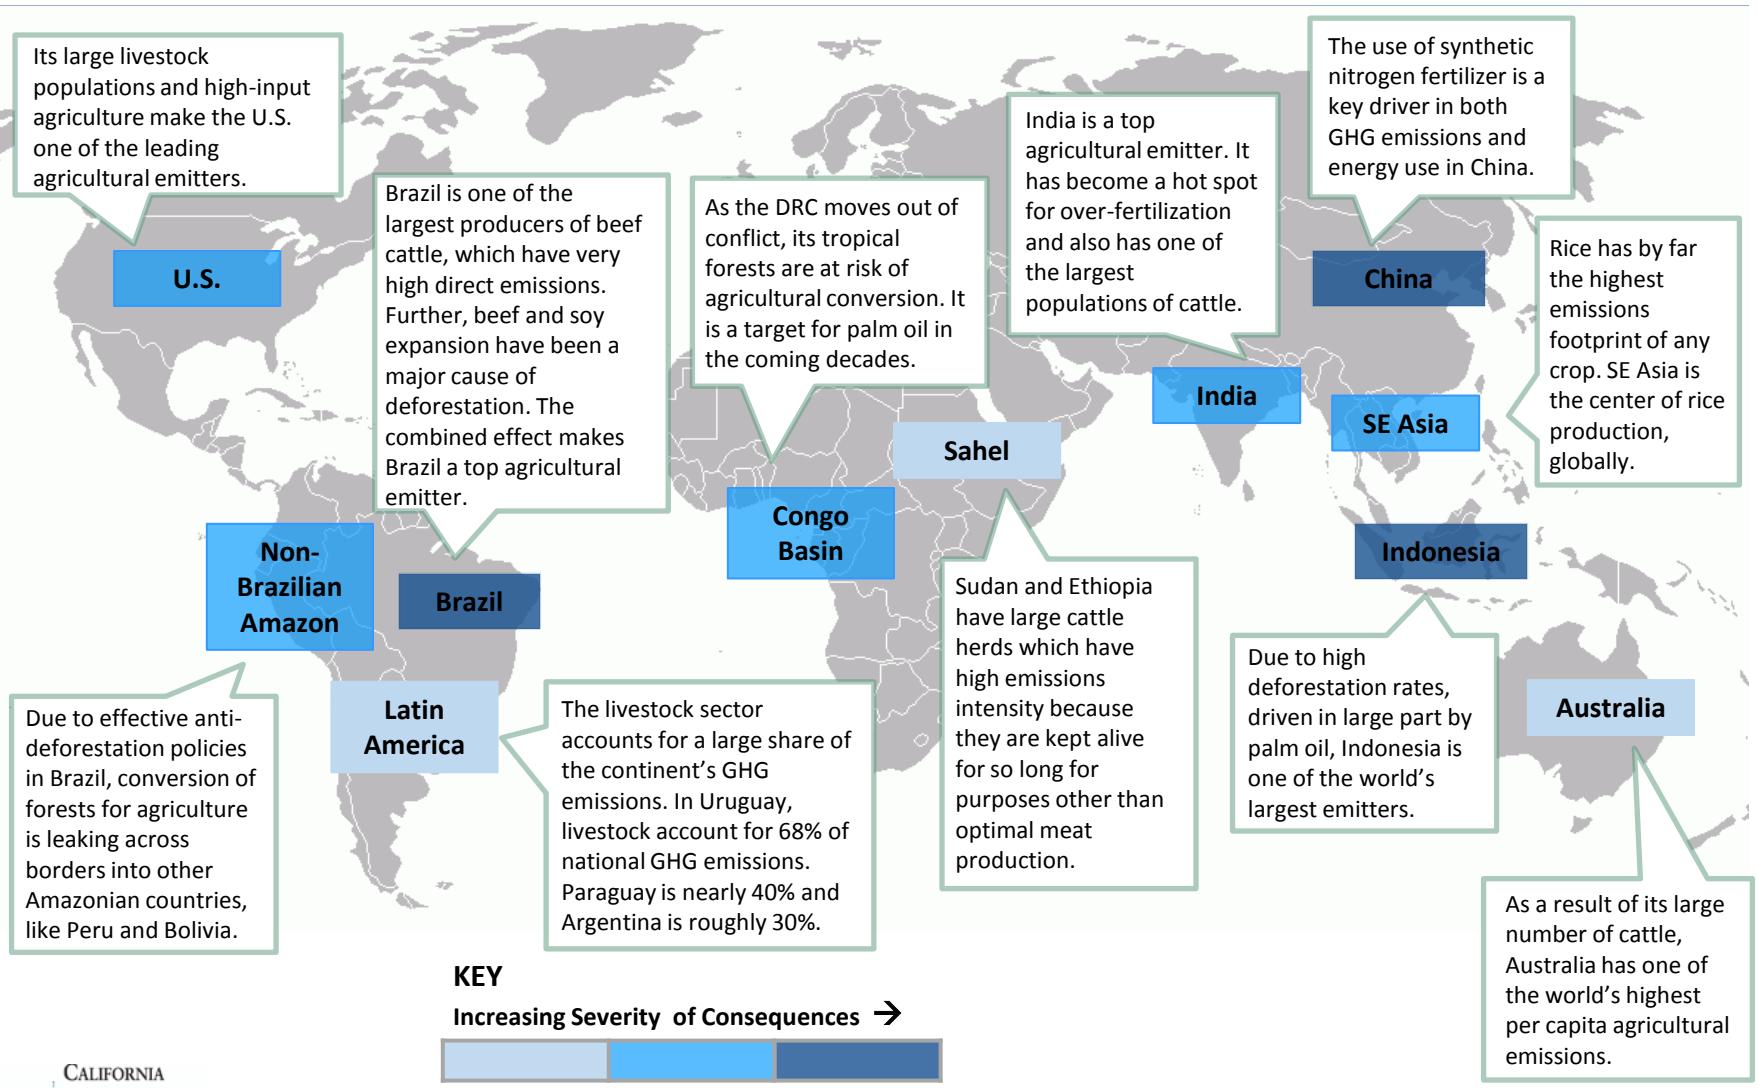 Its large livestock
populations and high-input
agriculture make the U.S.
one of the leading
agricultural emitters.
U.S.
Brazil is one of the
largest producers of beef
cattle, which have very
high direct emissions.
Further, beef and soy
expansion have been a
major cause of
deforestation. The
combined effect makes
Brazil a top agricultural
emitter.
As the DRC moves out of
conflict, its tropical
forests are at risk of
agricultural conversion. It
is a target for palm oil in
the coming decades.
India is a top
agricultural emitter. It
has become a hot spot
for over-fertilization
and also has one of
the largest
populations of cattle.
The use of synthetic
nitrogen fertilizer is a
key driver in both
GHG emissions and
energy use in China.
China
Rice has by far
the highest
emissions
footprint of any
crop. SE Asia is
the center of rice
production,
globally.
India
SE Asia
Sahel
Congo
Basin
Non-
Brazilian
Amazon
Brazil
Indonesia
Sudan and Ethiopia
have large cattle
herds which have
high emissions
intensity because
they are kept alive
for so long for
purposes other than
optimal meat
production.
Due to high
deforestation rates,
driven in large part by
palm oil, Indonesia is
one of the world's
largest emitters.
Australia
Latin
America
Due to effective anti-
deforestation policies
in Brazil, conversion of
forests for agriculture
is leaking across
borders into other
Amazonian countries,
like Peru and Bolivia.
The livestock sector
accounts for a large share of
the continent's GHG
emissions. In Uruguay,
livestock account for 68% of
national GHG emissions.
Paraguay is nearly 40% and
Argentina is roughly 30%.
As a result of its large
number of cattle,
Australia has one of
the world's highest
per capita agricultural
emissions.
KEY
Increasing Severity of Consequences →
CALIFORNIA